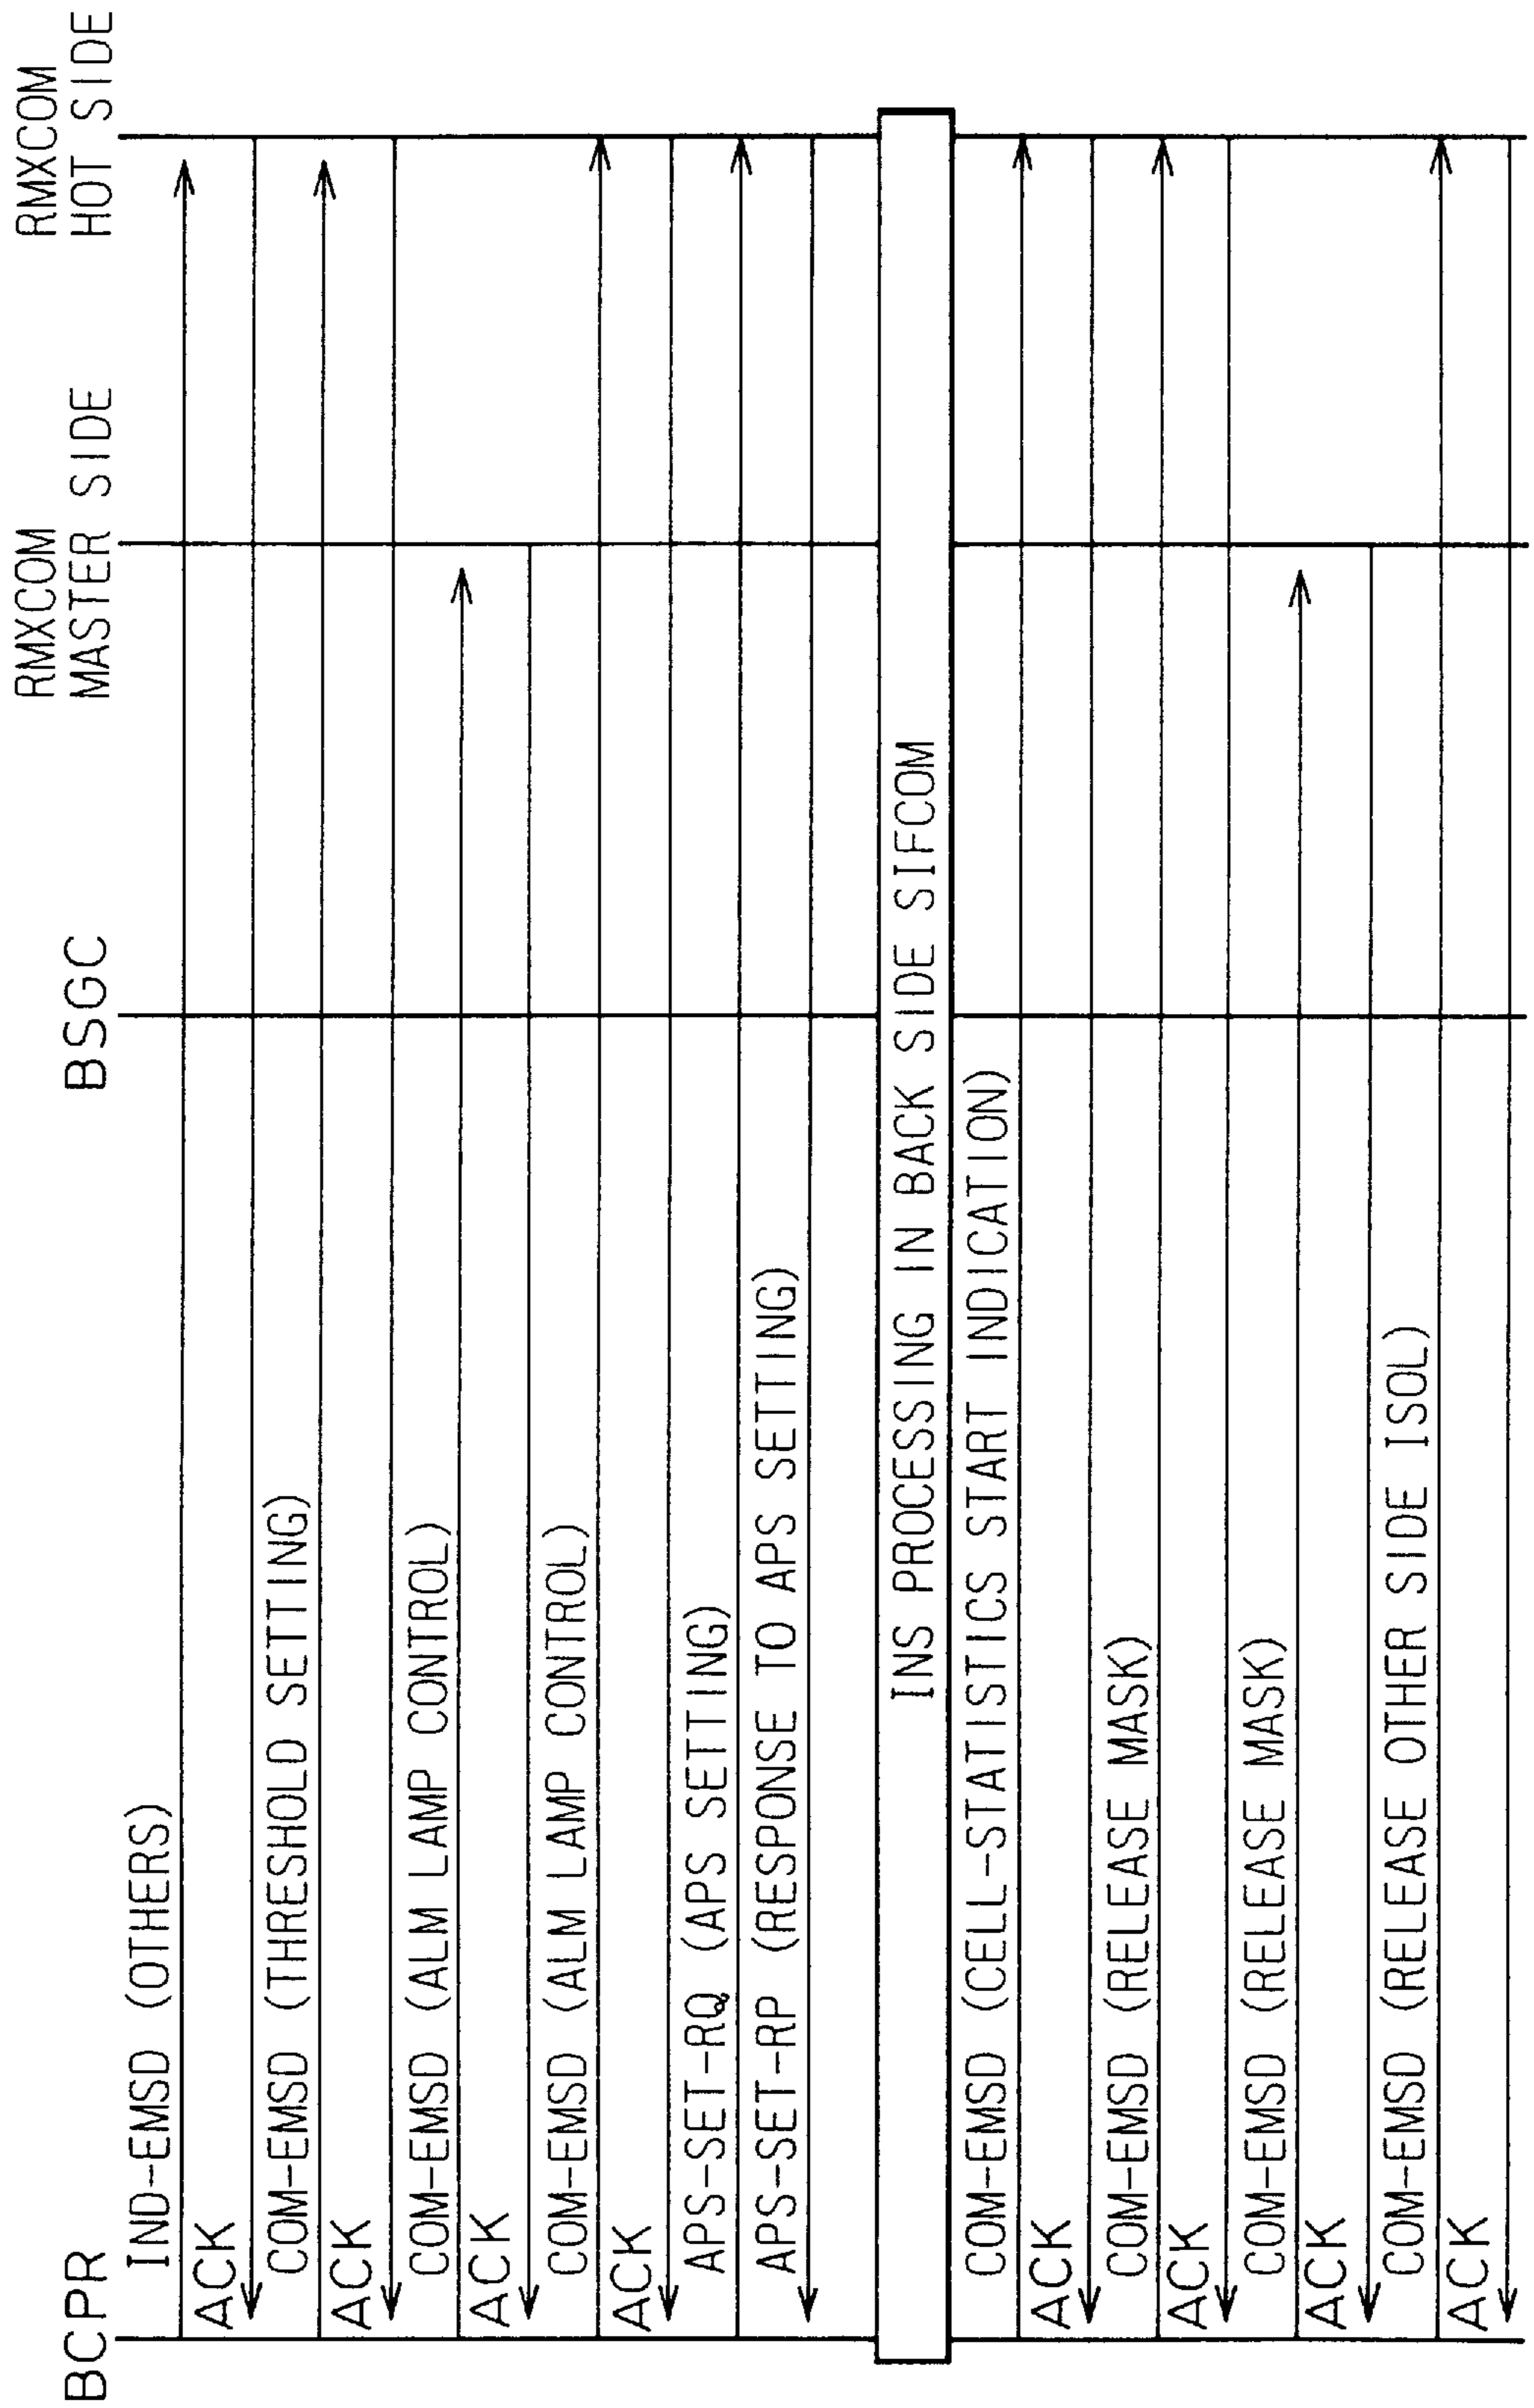 BCPR
BSGC
RMXCOM
MASTER SIDE
RMXCOM
HOT SIDE
IND-EMSD (OTHERS)
ACK
COM-EMSD (THRESHOLD SETTING)
ACK
COM-EMSD (ALM LAMP CONTROL)
ACK
COM-EMSD (ALM LAMP CONTROL)
ACK
APS-SET-RQ (APS SETTING)
APS-SET-RP (RESPONSE TO APS SETTING)
INS PROCESSING IN BACK SIDE SIFCOM
COM-EMSD (CELL-STATISTICS START INDICATION)
ACK
COM-EMSD (RELEASE MASK)
ACK
COM-EMSD (RELEASE MASK)
ACK
COM-EMSD (RELEASE OTHER SIDE ISOL)
ACK